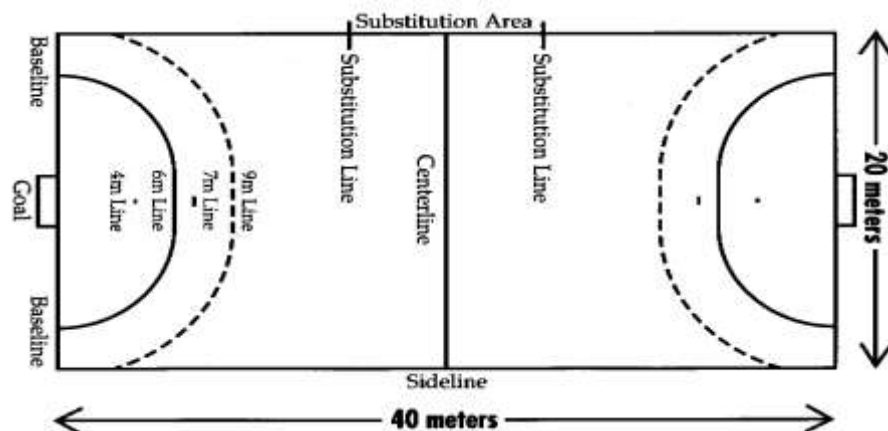 Substitution Area
Baseline
Substitution Line
Substitution Line
Centerline
20 meters
Goal
4m Line
6m Line
7m Line
9m Line
Baseline
Sideline
40 meters